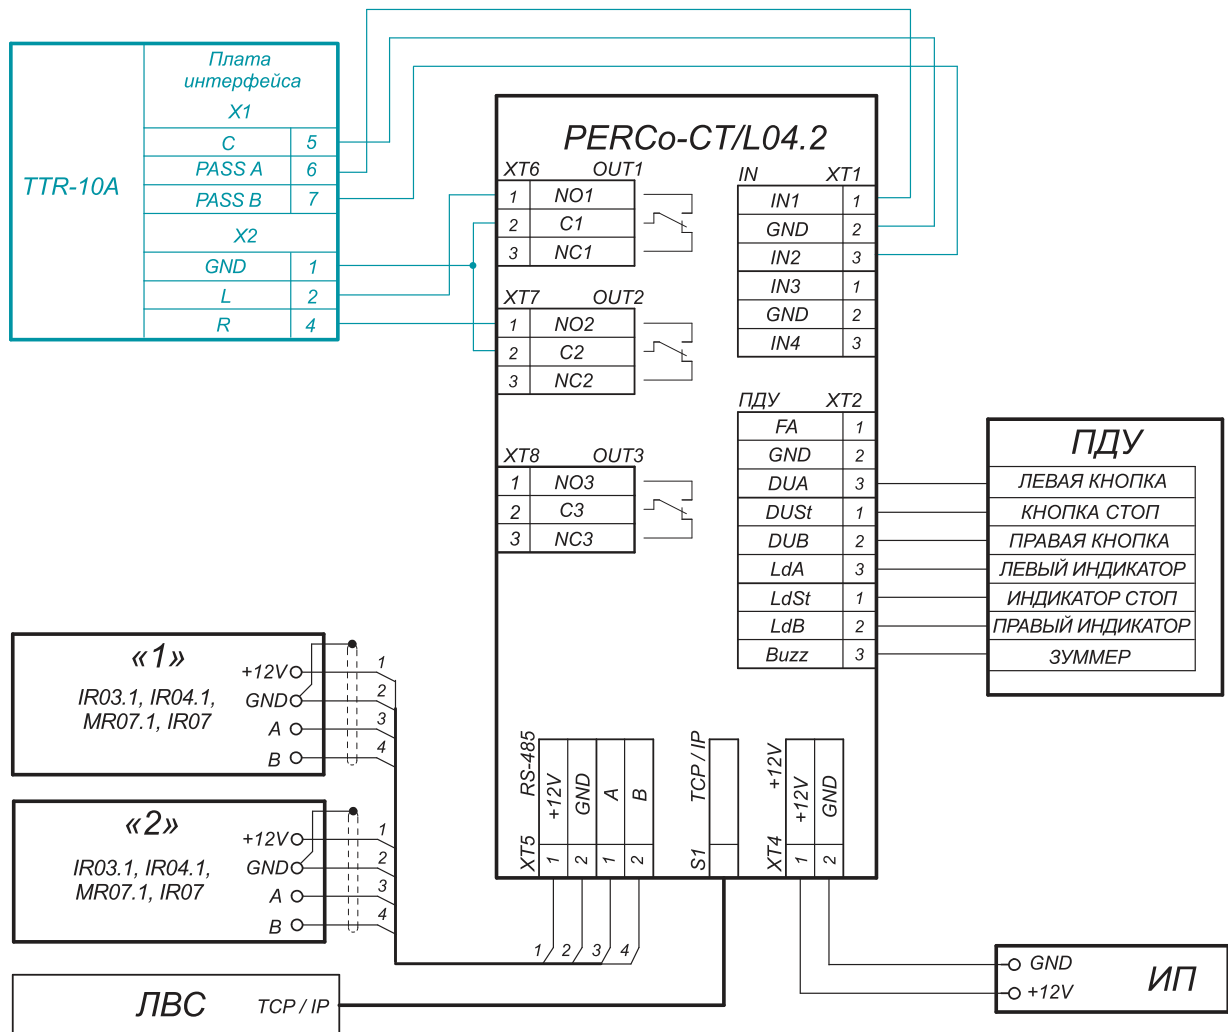 TTR-10A
Плата
интерфейса
X1
C 5
PASS A 6
PASS B 7
X2
GND 1
L 2
R 4
PERCo-CT/L04.2
XT6 OUT1
1 NO1
2 C1
3 NC1
XT7 OUT2
1 NO2
2 C2
3 NC2
XT8 OUT3
1 NO3
2 C3
3 NC3
IN XT1
IN1 1
GND 2
IN2 3
IN3 1
GND 2
IN4 3
ПДУ XT2
FA 1
GND 2
DUA 3
DUSt 1
DUB 2
LdA 3
LdSt 1
LdB 2
Buzz 3
ПДУ
ЛЕВАЯ КНОПКА
КНОПКА СТОП
ПРАВАЯ КНОПКА
ЛЕВЫЙ ИНДИКАТОР
ИНДИКАТОР СТОП
ПРАВЫЙ ИНДИКАТОР
ЗУММЕР
«1»
IR03.1, IR04.1,
MR07.1, IR07
+12V 1
GND 2
A 3
B 4
«2»
IR03.1, IR04.1,
MR07.1, IR07
+12V 1
GND 2
A 3
B 4
XT5 RS-485
1 +12V
2 GND
1 A
2 B
S1 TCP / IP
XT4 +12V
1 +12V
2 GND
1 2 3 4
ЛВС TCP / IP
GND
+12V
ИП